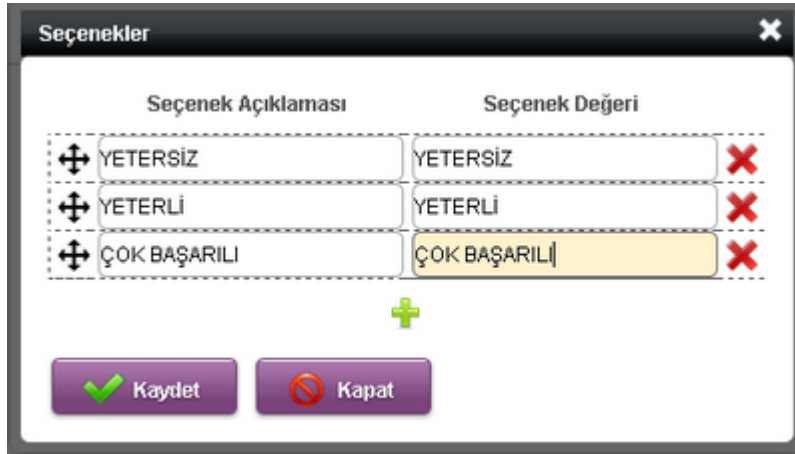 Seçenekler
Seçenek Açıklaması Seçenek Değeri
YETERSİZ YETERSİZ
YETERLİ YETERLİ
ÇOK BAŞARILI ÇOK BAŞARILI
Kaydet Kapat